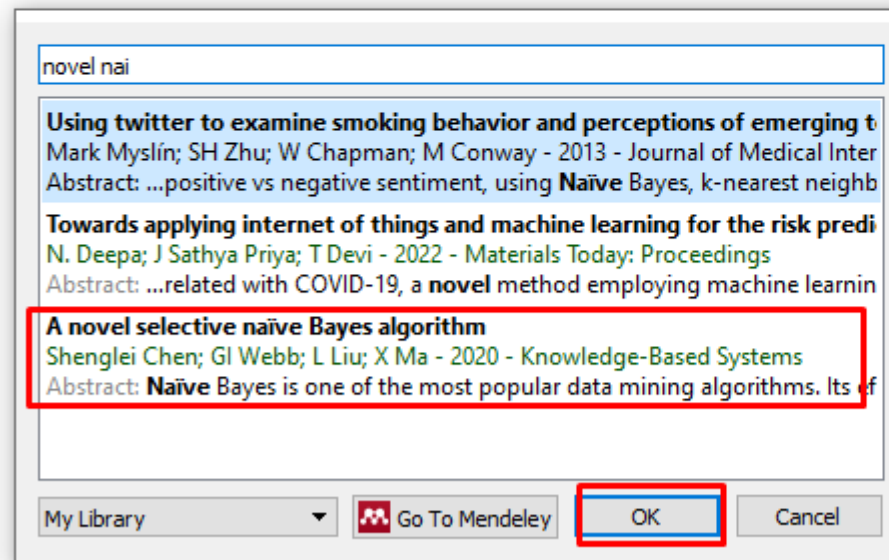 novel nai
Using twitter to examine smoking behavior and perceptions of emerging
Mark Myslín; SH Zhu; W Chapman; M Conway - 2013 - Journal of Medical Inter
Abstract: ...positive vs negative sentiment, using Naïve Bayes, k-nearest neighb
Towards applying internet of things and machine learning for the risk predi
N. Deepa; J Sathya Priya; T Devi - 2022 - Materials Today: Proceedings
Abstract: ...related with COVID-19, a novel method employing machine learnin
A novel selective naïve Bayes algorithm
Shenglei Chen; GI Webb; L Liu; X Ma - 2020 - Knowledge-Based Systems
Abstract: Naïve Bayes is one of the most popular data mining algorithms. Its ef
My Library Go To Mendeley OK Cancel